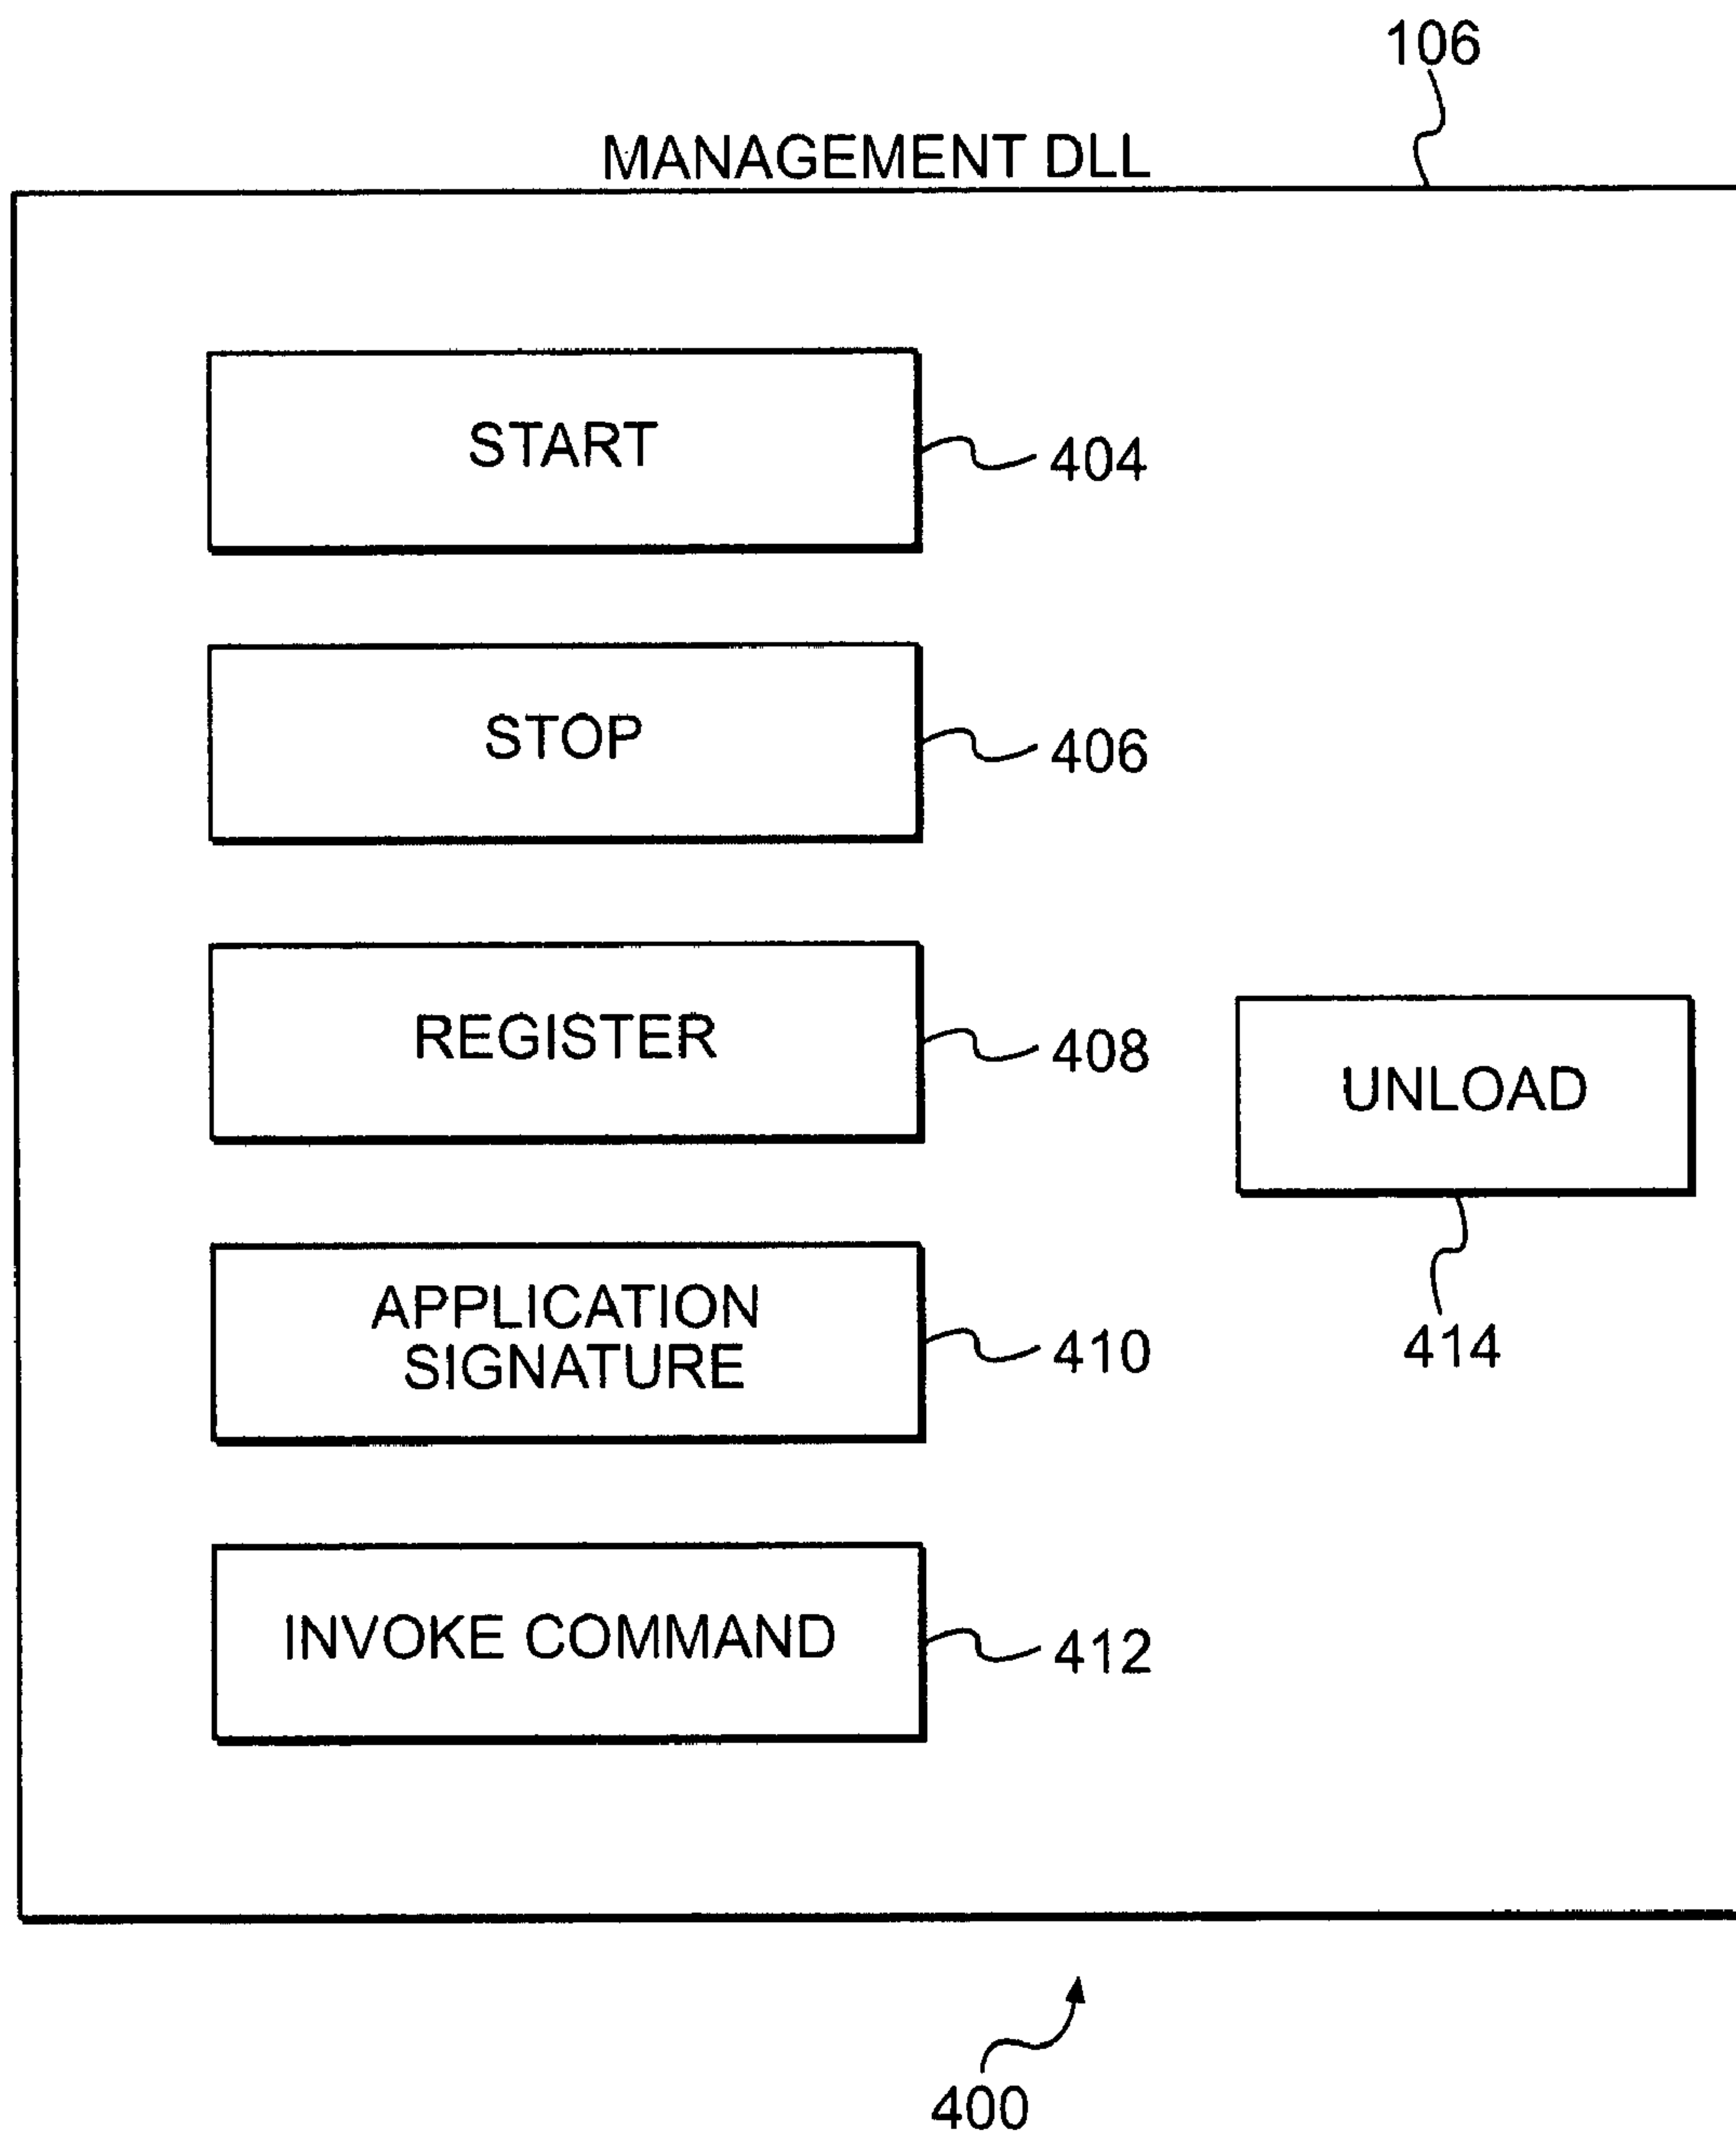 106
MANAGEMENT DLL
START
404
STOP
406
REGISTER
408
UNLOAD
414
APPLICATION
SIGNATURE
410
INVOKE COMMAND
412
400